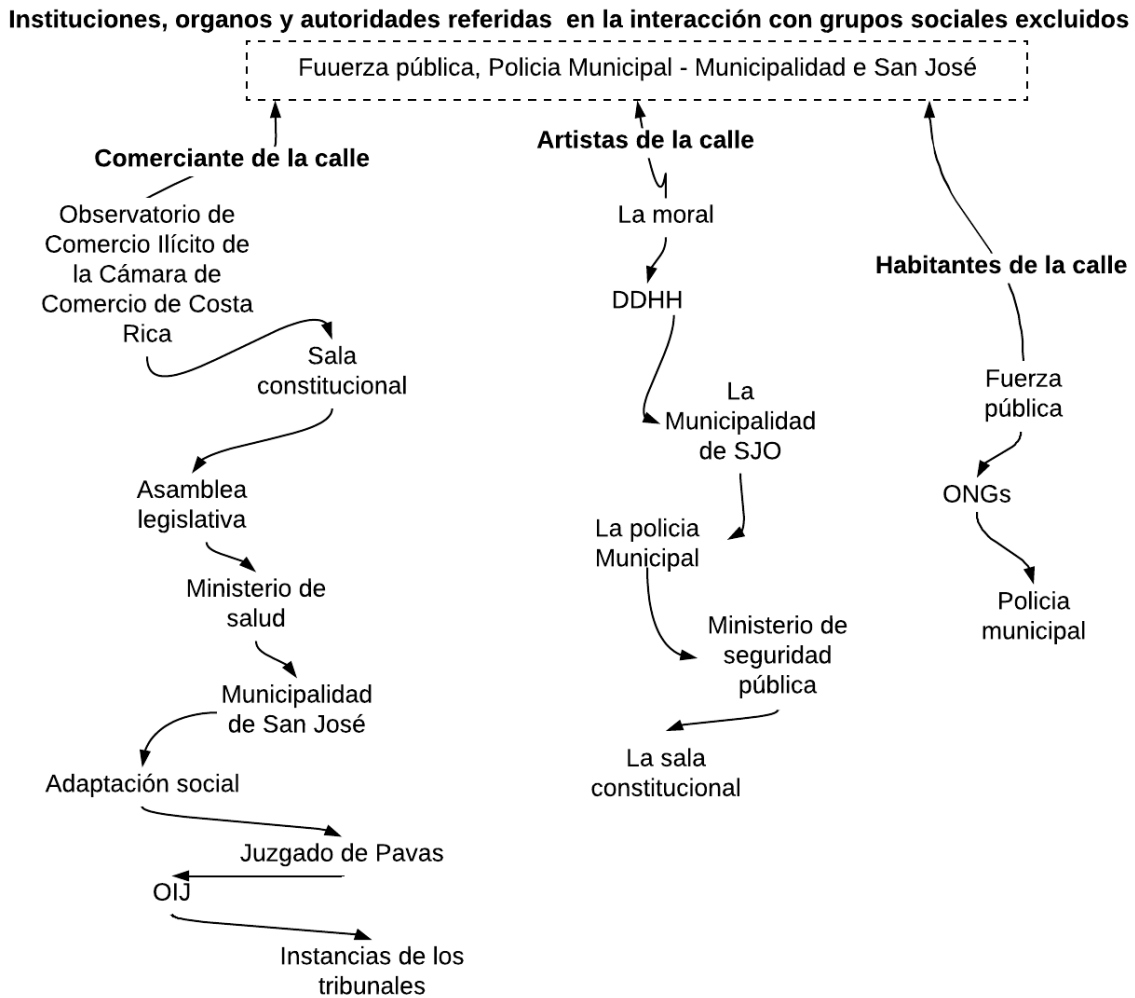 Instituciones, organos y autoridades referidas en la interacción con grupos sociales excluidos
Fuuerza pública, Policia Municipal - Municipalidad e San José
Comerciante de la calle
Observatorio de
Comercio Ilícito de
la Cámara de
Comercio de Costa
Rica
Sala
constitucional
Asamblea
legislativa
Ministerio de
salud
Municipalidad
de San José
Adaptación social
Juzgado de Pavas
OIJ
Instancias de los
tribunales
Artistas de la calle
La moral
DDHH
La
Municipalidad
de SJO
La policia
Municipal
Ministerio de
seguridad
pública
La sala
constitucional
Habitantes de la calle
Fuerza
pública
ONGs
Policia
municipal